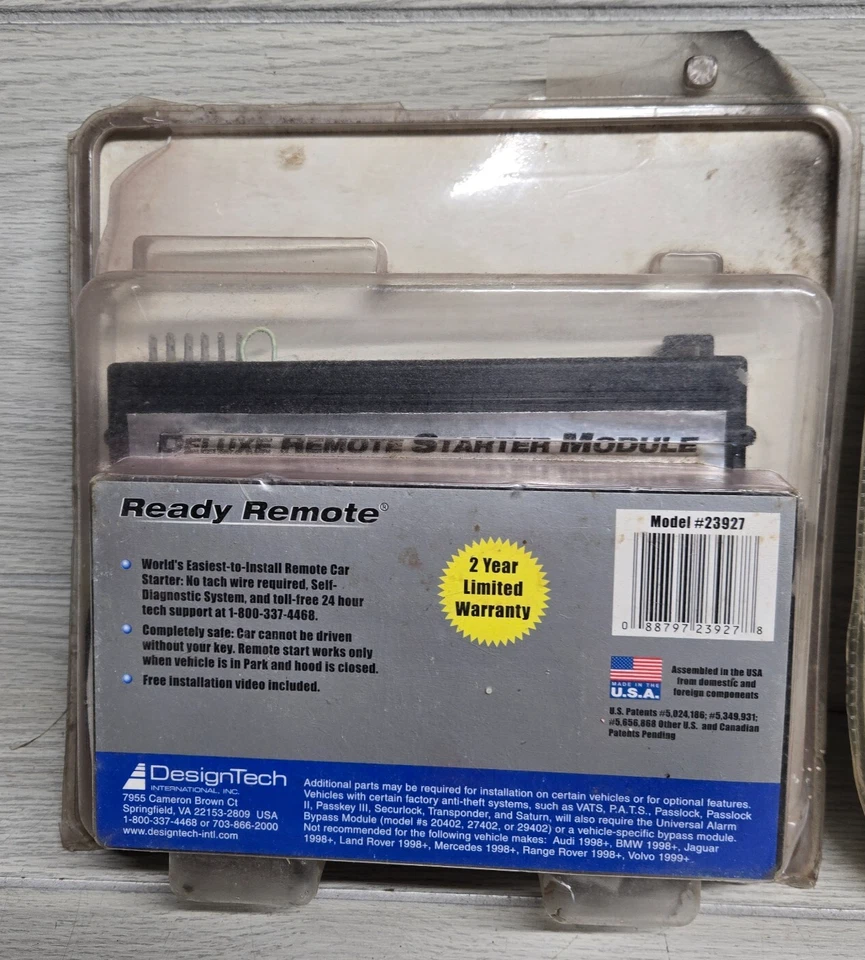 DELUXE REMOTE STARTER MODULE
Ready Remote®
World's Easiest-to-Install Remote Car
Starter: No tach wire required, Self-
Diagnostic System, and toll-free 24 hour
tech support at 1-800-337-4468.
Completely safe: Car cannot be driven
without your key. Remote start works only
when vehicle is in Park and hood is closed.
Free installation video included.
2 Year
Limited
Warranty
Model #23927
0 88797 23927 8
MADE IN THE
U.S.A.
Assembled in the USA
from domestic and
foreign components
U.S. Patents #5,024,186; #5,349,931;
#5,656,868 Other U.S. and Canadian
Patents Pending
DesignTech
INTERNATIONAL, INC.
7955 Cameron Brown Ct
Springfield, VA 22153-2809 USA
1-800-337-4468 or 703-866-2000
www.designtech-intl.com
Additional parts may be required for installation on certain vehicles or for optional features.
Vehicles with certain factory anti-theft systems, such as VATS, P.A.T.S., Passlock, Passlock
II, Passkey III, Securlock, Transponder, and Saturn, will also require the Universal Alarm
Bypass Module (model #s 20402, 27402, or 29402) or a vehicle-specific bypass module.
Not recommended for the following vehicle makes: Audi 1998+, BMW 1998+, Jaguar
1998+, Land Rover 1998+, Mercedes 1998+, Range Rover 1998+, Volvo 1999+